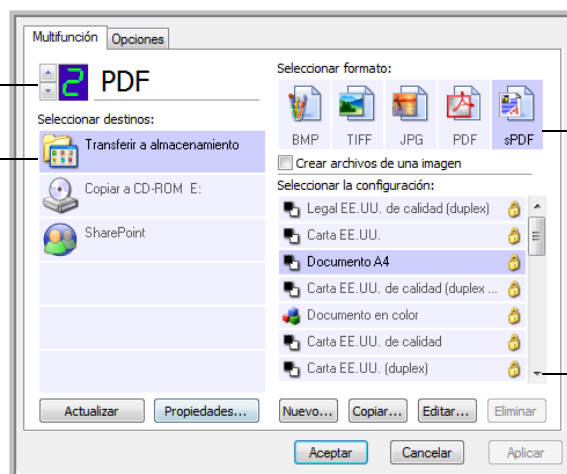 Multifunción
Opciones
2
PDF
Seleccionar destinos:
Transferir a almacenamiento
Copiar a CD-ROM E:
SharePoint
Actualizar
Propiedades...
Seleccionar formato:
BMP
TIFF
JPG
PDF
sPDF
Crear archivos de una imagen
Seleccionar la configuración:
Legal EE.UU. de calidad (duplex)
Carta EE.UU.
Documento A4
Carta EE.UU. de calidad (duplex ...
Documento en color
Carta EE.UU. de calidad
Carta EE.UU. (duplex)
Nuevo...
Copiar...
Editar...
Eliminar
Aceptar
Cancelar
Aplicar